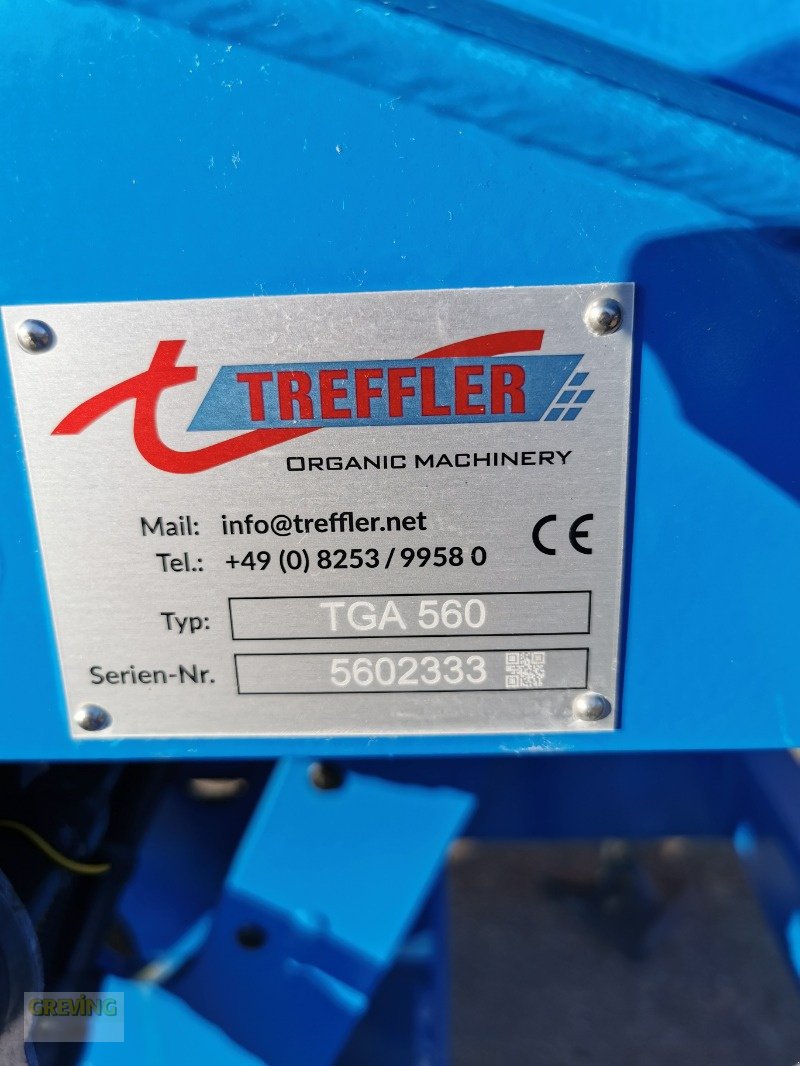 t TREFFLER
ORGANIC MACHINERY
Mail: info@treffler.net
Tel.: +49 (0) 8253 / 9958 0
CE
Typ: TGA 560
Serien-Nr. 5602333
GREVING